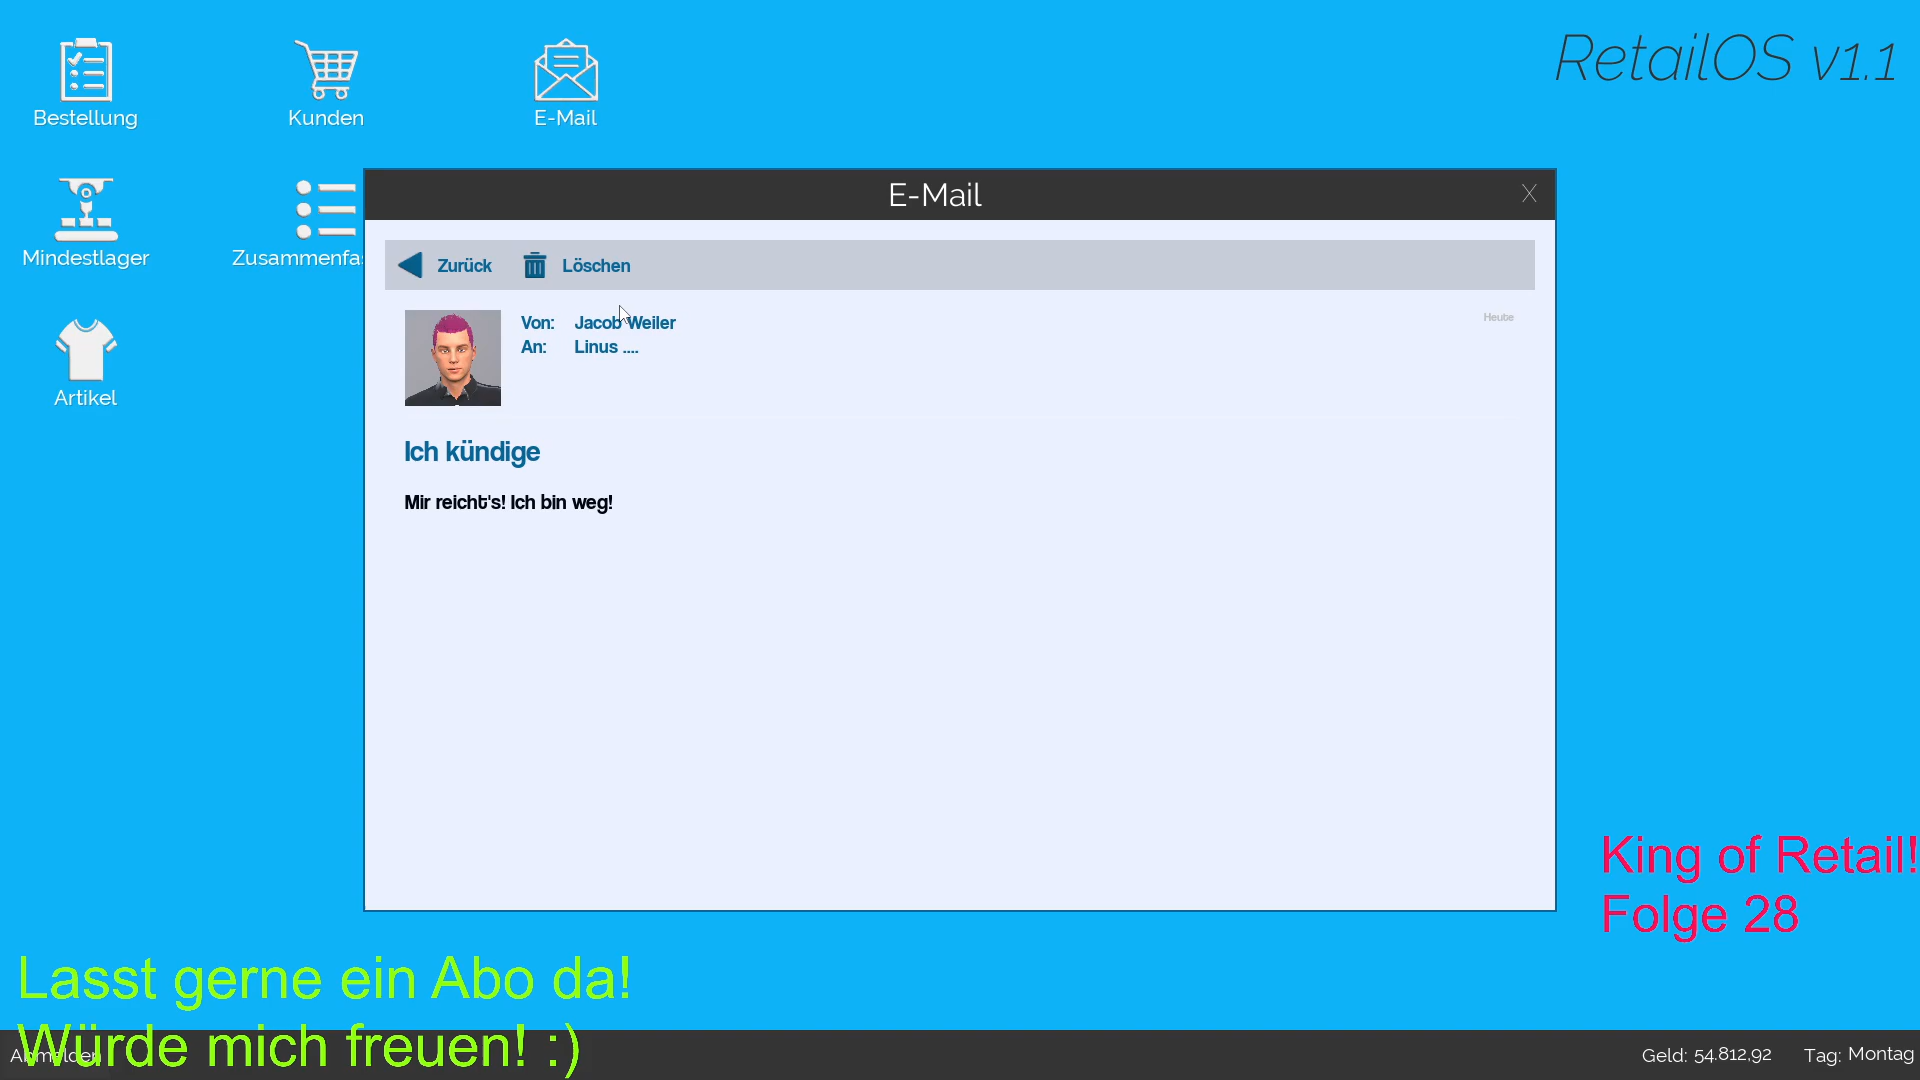 RetailOS v1.1
Bestellung
Kunden
E-Mail
Mindestlager
Zusammenfas
Artikel
E-Mail
X
Zurück
Löschen
Von: Jacob Weiler
An: Linus ....
Heute
Ich kündige
Mir reicht's! Ich bin weg!
King of Retail!
Folge 28
Lasst gerne ein Abo da!
Würde mich freuen! :)
Abmelden
Geld: 54.812,92
Tag: Montag